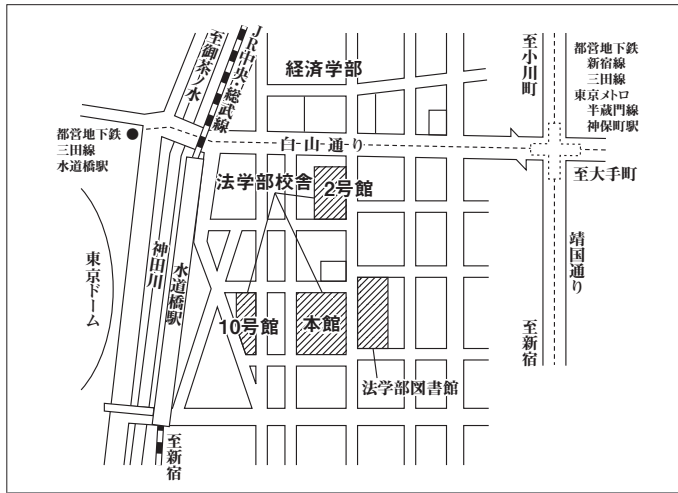 至御茶ノ水
JR中央・総武線
経済学部
至小川町
都営地下鉄
新宿線
三田線
東京メトロ
半蔵門線
神保町駅
都営地下鉄
三田線
水道橋駅
白山通り
至大手町
法学部校舎
2号館
靖国通り
東京ドーム
神田川
水道橋駅
10号館
本館
至新宿
法学部図書館
至新宿